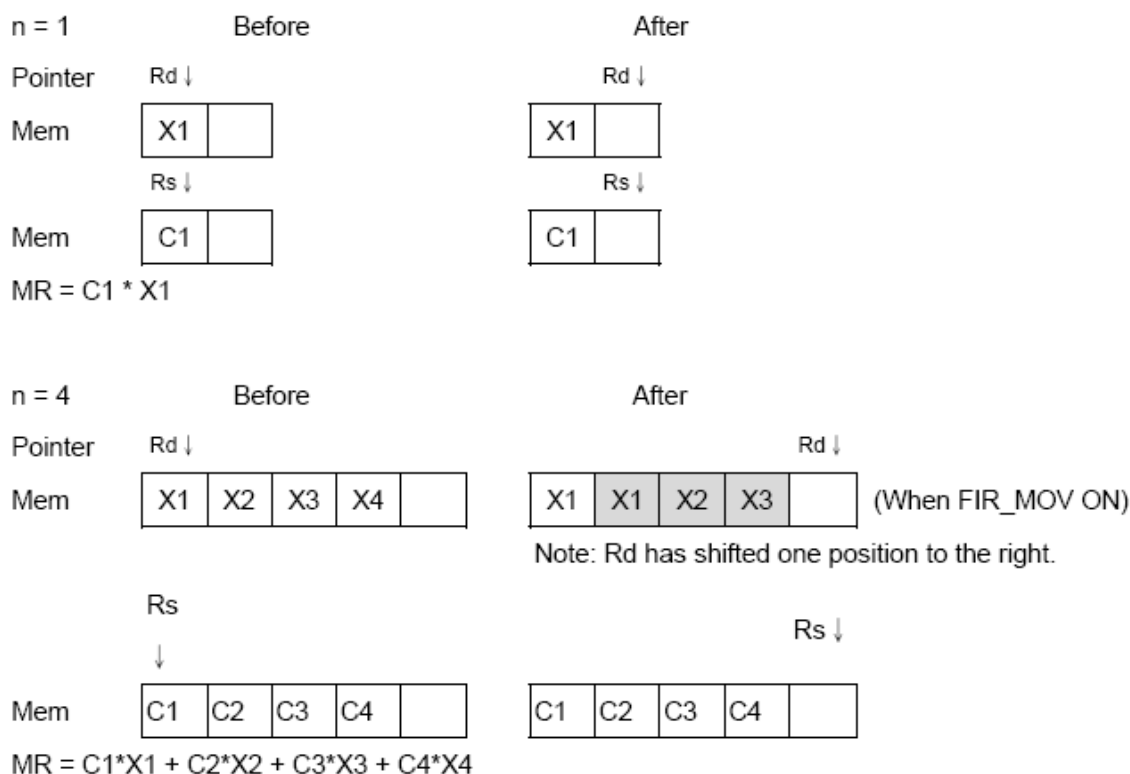 n = 1 Before After
Pointer Rd ↓ Rd ↓
Mem X1 X1
Rs ↓ Rs ↓
Mem C1 C1
MR = C1 * X1
n = 4 Before After
Pointer Rd ↓ Rd ↓
Mem X1 X2 X3 X4 X1 X1 X2 X3 (When FIR_MOV ON)
Note: Rd has shifted one position to the right.
Rs
↓ Rs ↓
Mem C1 C2 C3 C4 C1 C2 C3 C4
MR = C1*X1 + C2*X2 + C3*X3 + C4*X4